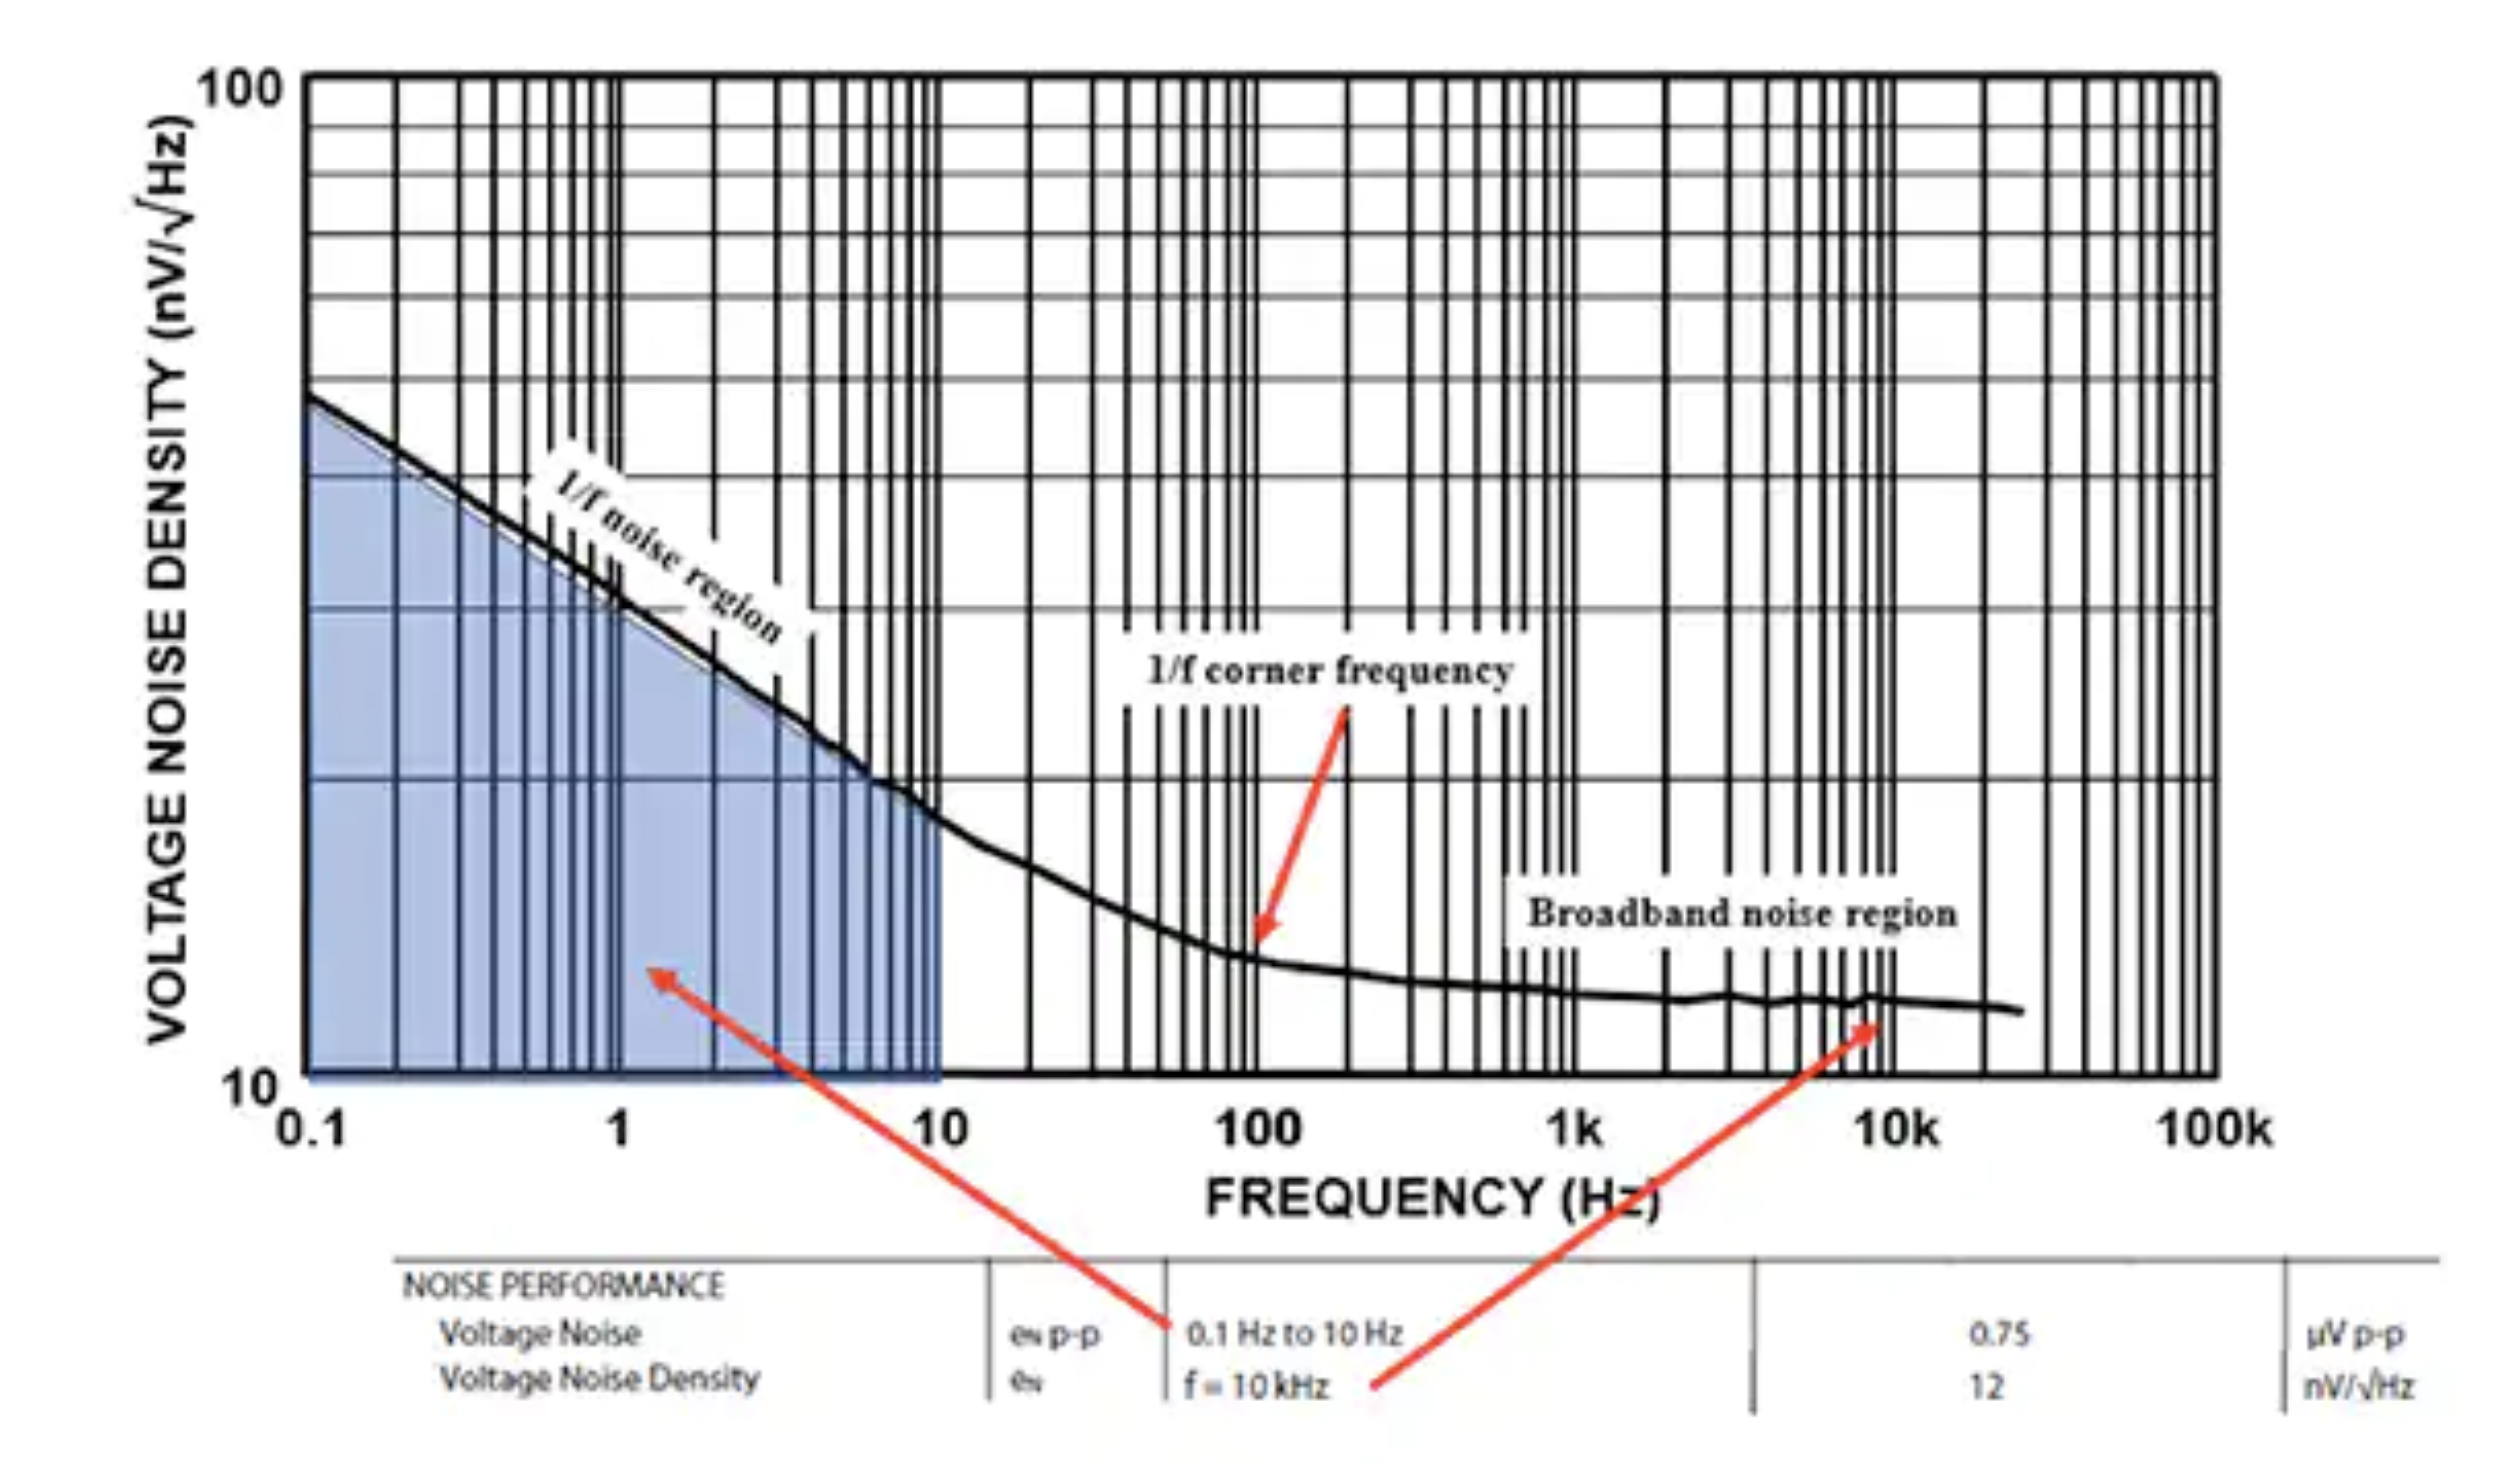 100
VOLTAGE NOISE DENSITY (nV/√Hz)
1/f noise region
1/f corner frequency
Broadband noise region
10
0.1 1 10 100 1k 10k 100k
FREQUENCY (Hz)
NOISE PERFORMANCE
Voltage Noise eN p-p 0.1 Hz to 10 Hz 0.75 μV p-p
Voltage Noise Density eN f = 10 kHz 12 nV/√Hz